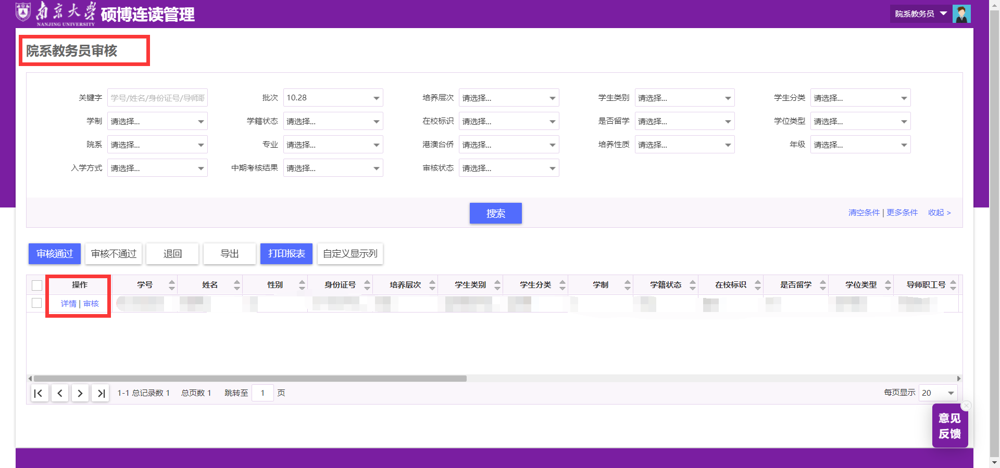 南京大学
NANJING UNIVERSITY
硕博连读管理
院系教务员
院系教务员审核
关键字 学号/姓名/身份证号/导师职 批次 10.28 培养层次 请选择... 学生类别 请选择... 学生分类 请选择...
学制 请选择... 学籍状态 请选择... 在校标识 请选择... 是否留学 请选择... 学位类型 请选择...
院系 请选择... 专业 请选择... 港澳台侨 请选择... 培养性质 请选择... 年级 请选择...
入学方式 请选择... 中期考核结果 请选择... 审核状态 请选择...
搜索 清空条件 | 更多条件 收起 >
审核通过 审核不通过 退回 导出 打印报表 自定义显示列
操作 学号 姓名 性别 身份证号 培养层次 学生类别 学生分类 学制 学籍状态 在校标识 是否留学 学位类型 导师职工号
详情 | 审核
1-1 总记录数 1 总页数 1 跳转至 1 页 每页显示 20
意见
反馈